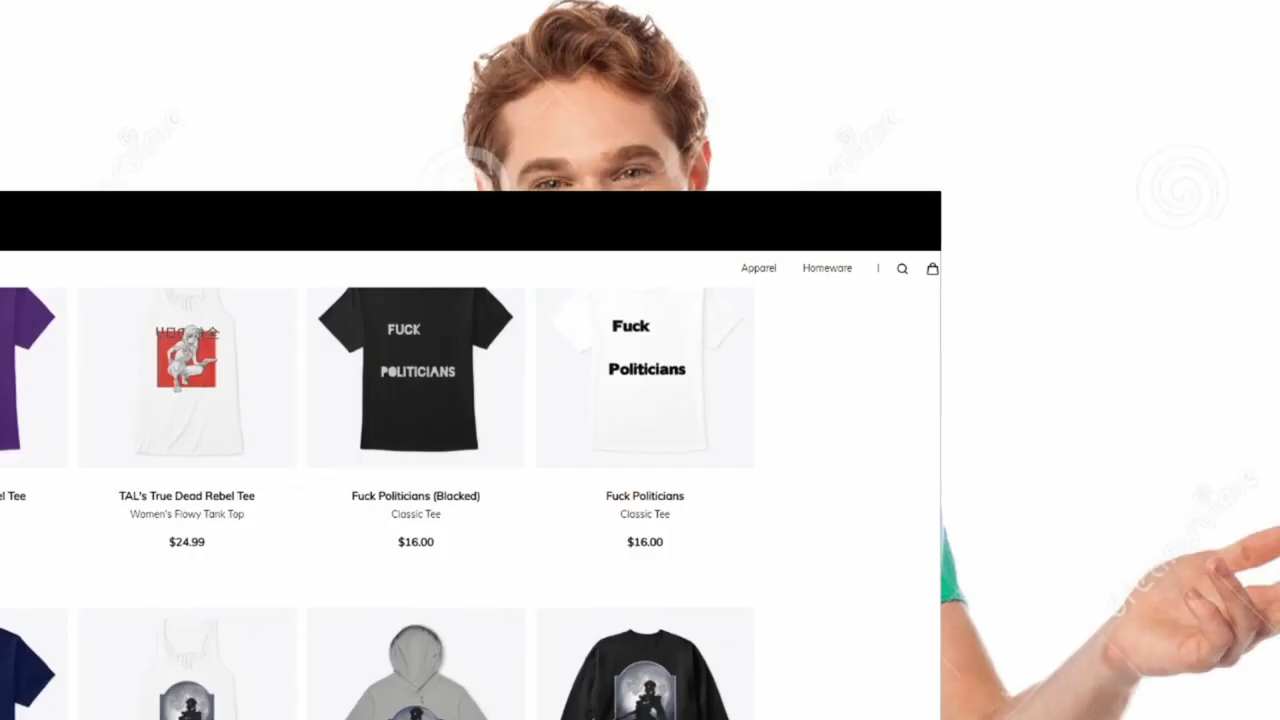 Apparel Homeware |
FUCK
POLITICIANS
Fuck
Politicians
el Tee
TAL's True Dead Rebel Tee
Women's Flowy Tank Top
$24.99
Fuck Politicians (Blacked)
Classic Tee
$16.00
Fuck Politicians
Classic Tee
$16.00